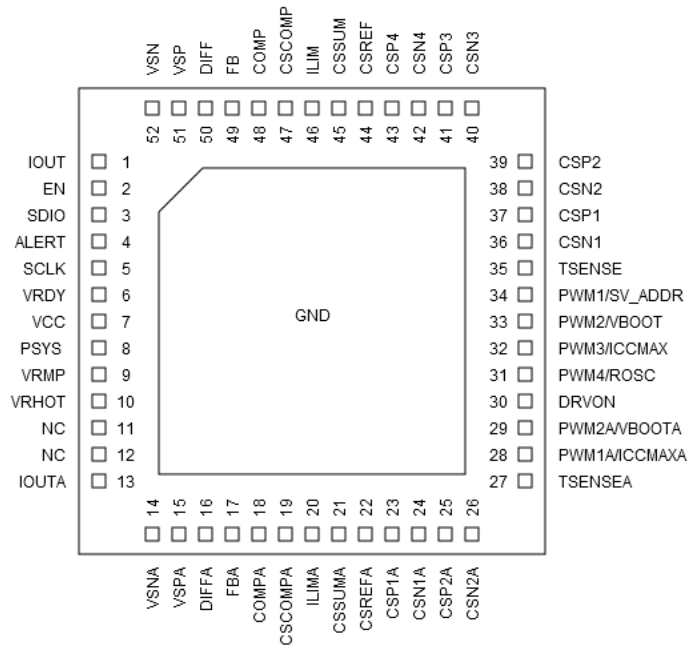 VSN VSP DIFF FB COMP CSCOMP ILIM CSSUM CSREF CSP4 CSN4 CSP3 CSN3
52 51 50 49 48 47 46 45 44 43 42 41 40
IOUT 1 39 CSP2
EN 2 38 CSN2
SDIO 3 37 CSP1
ALERT 4 36 CSN1
SCLK 5 35 TSENSE
VRDY 6 34 PWM1/SV_ADDR
VCC 7 GND 33 PWM2/VBOOT
PSYS 8 32 PWM3/ICCMAX
VRMP 9 31 PWM4/ROSC
VRHOT 10 30 DRVON
NC 11 29 PWM2A/VBOOTA
NC 12 28 PWM1A/ICCMAXA
IOUTA 13 27 TSENSEA
14 15 16 17 18 19 20 21 22 23 24 25 26
VSNA VSPA DIFFA FBA COMPA CSCOMPA ILIMA CSSUMA CSREFA CSP1A CSN1A CSP2A CSN2A